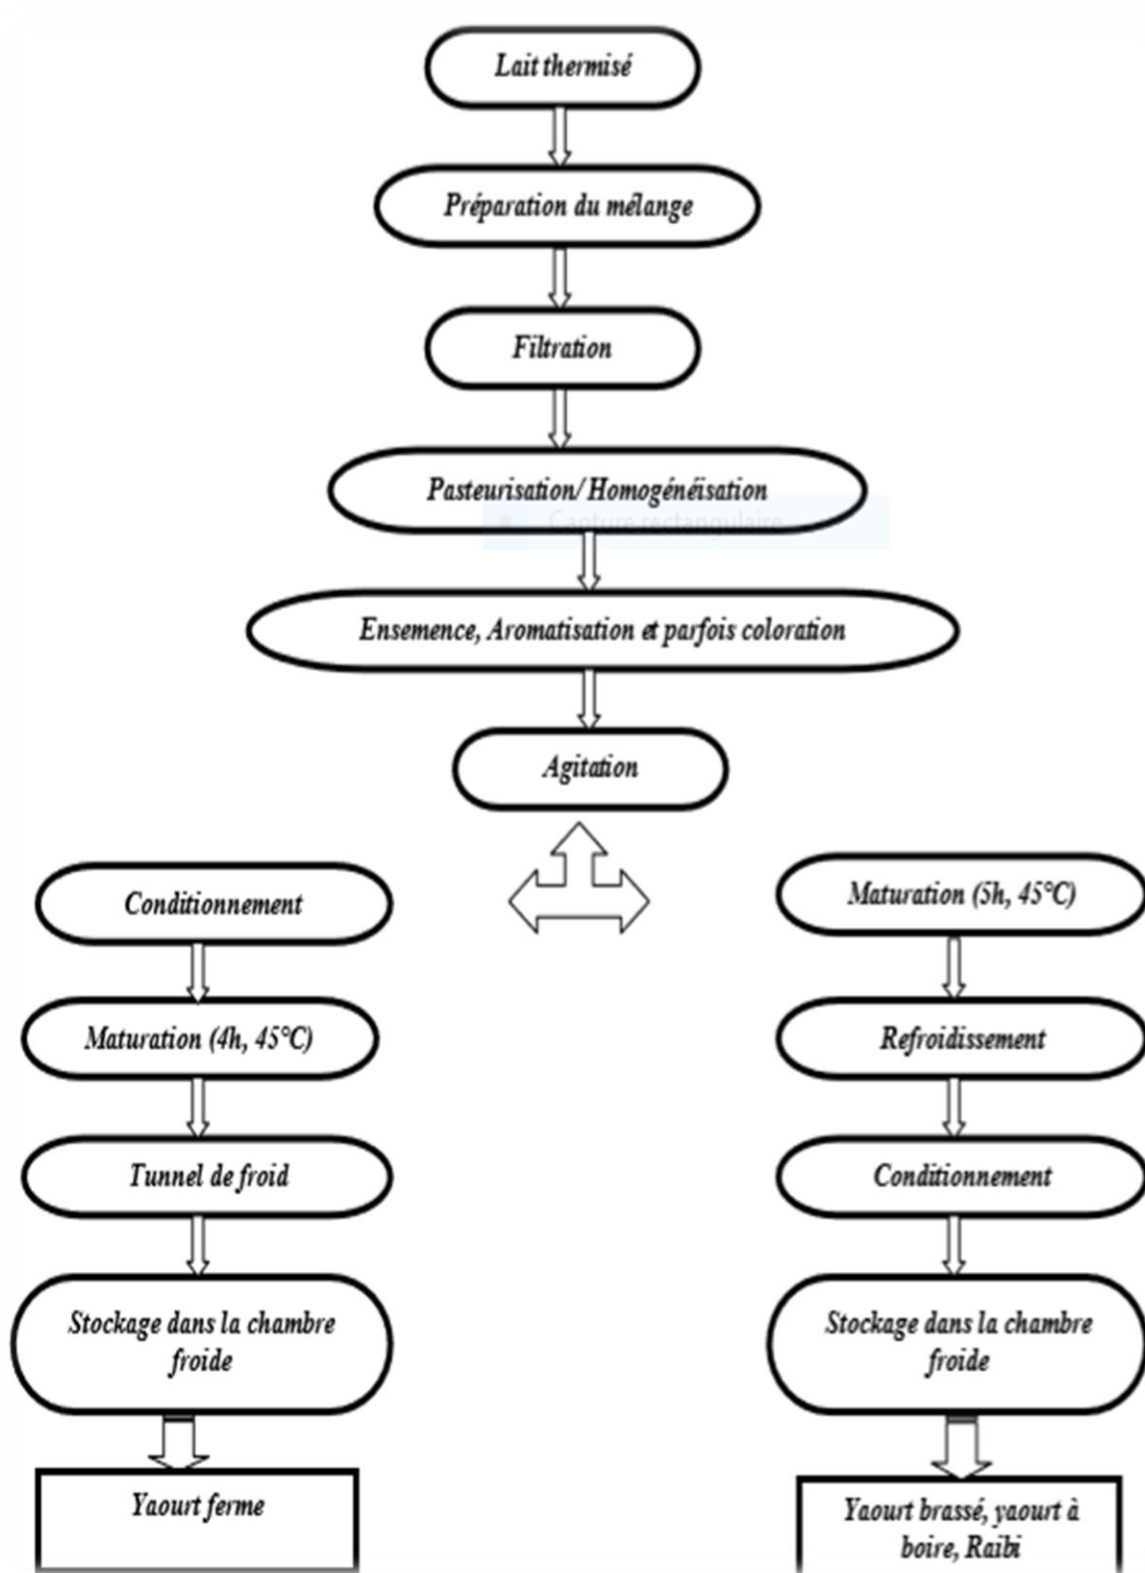 Lait thermisé
Préparation du mélange
Filtration
Pasteurisation/ Homogénéisation
Capture rectangulaire
Ensemence, Aromatisation et parfois coloration
Agitation
Conditionnement
Maturation (4h, 45°C)
Tunnel de froid
Stockage dans la chambre
froide
Yaourt ferme
Maturation (5h, 45°C)
Refroidissement
Conditionnement
Stockage dans la chambre
froide
Yaourt brassé, yaourt à
boire, Raibi